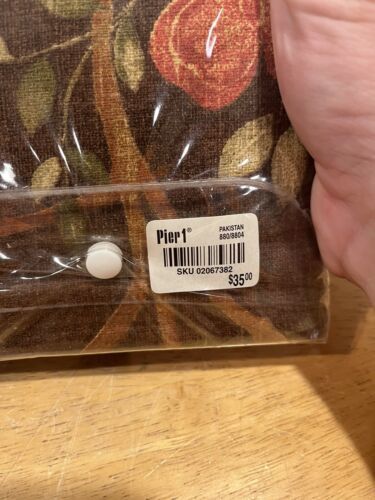 Pier 1®
PAKISTAN
880/8804
SKU 02067382
$35.00